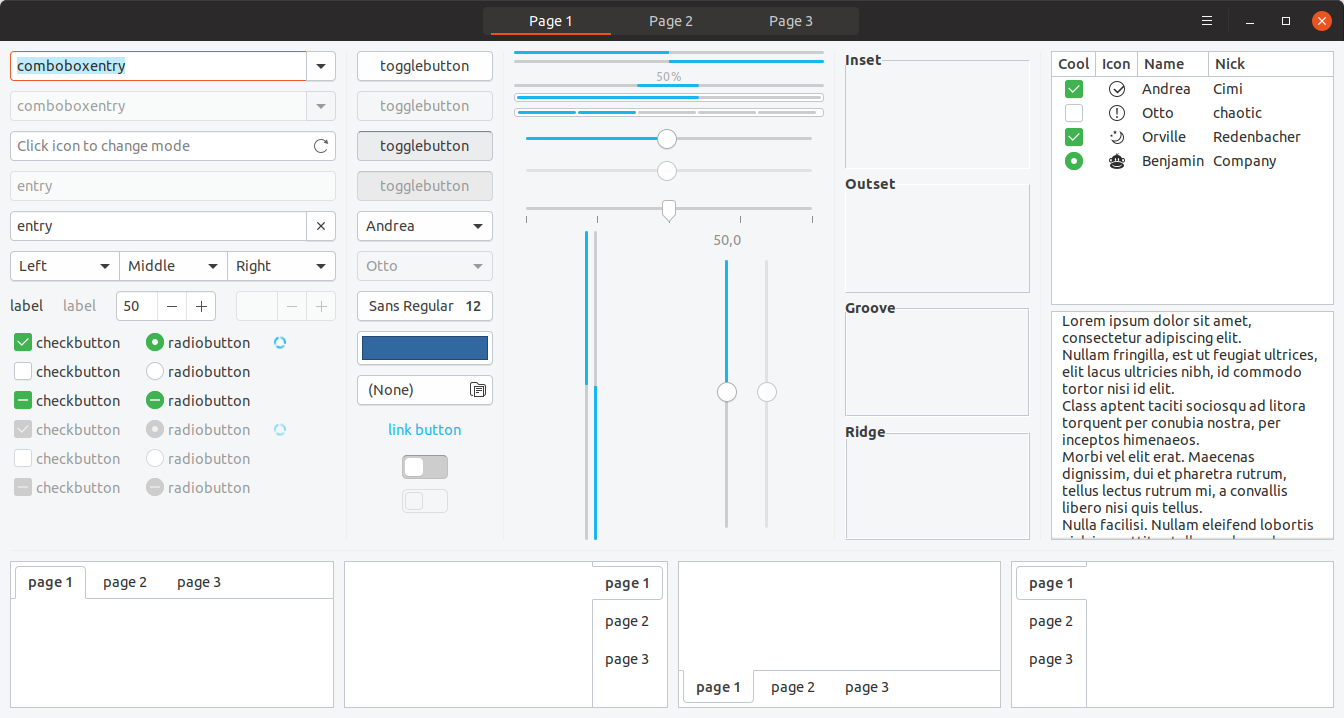 Page 1 Page 2 Page 3
comboboxentry
comboboxentry
Click icon to change mode
entry
entry
Left Middle Right
label label 50
checkbutton radiobutton
checkbutton radiobutton
checkbutton radiobutton
checkbutton radiobutton
checkbutton radiobutton
checkbutton radiobutton
togglebutton
togglebutton
togglebutton
togglebutton
Andrea
Otto
Sans Regular 12
(None)
link button
50%
50,0
Inset
Outset
Groove
Ridge
Cool Icon Name Nick
Andrea Cimi
Otto chaotic
Orville Redenbacher
Benjamin Company
Lorem ipsum dolor sit amet,
consectetur adipiscing elit.
Nullam fringilla, est ut feugiat ultrices,
elit lacus ultricies nibh, id commodo
tortor nisi id elit.
Class aptent taciti sociosqu ad litora
torquent per conubia nostra, per
inceptos himenaeos.
Morbi vel elit erat. Maecenas
dignissim, dui et pharetra rutrum,
tellus lectus rutrum mi, a convallis
libero nisi quis tellus.
Nulla facilisi. Nullam eleifend lobortis
page 1 page 2 page 3
page 1
page 2
page 3
page 1 page 2 page 3
page 1
page 2
page 3